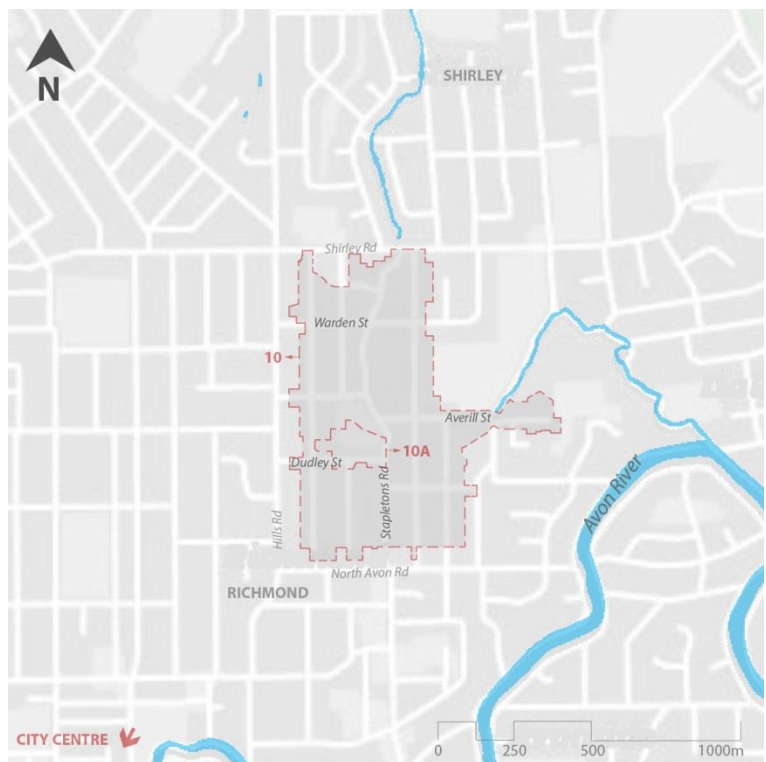 N
SHIRLEY
Shirley Rd
Warden St
10
Averill St
10A
Dudley St
Stapletons Rd
Avon River
Hills Rd
North Avon Rd
RICHMOND
CITY CENTRE
0 250 500 1000m